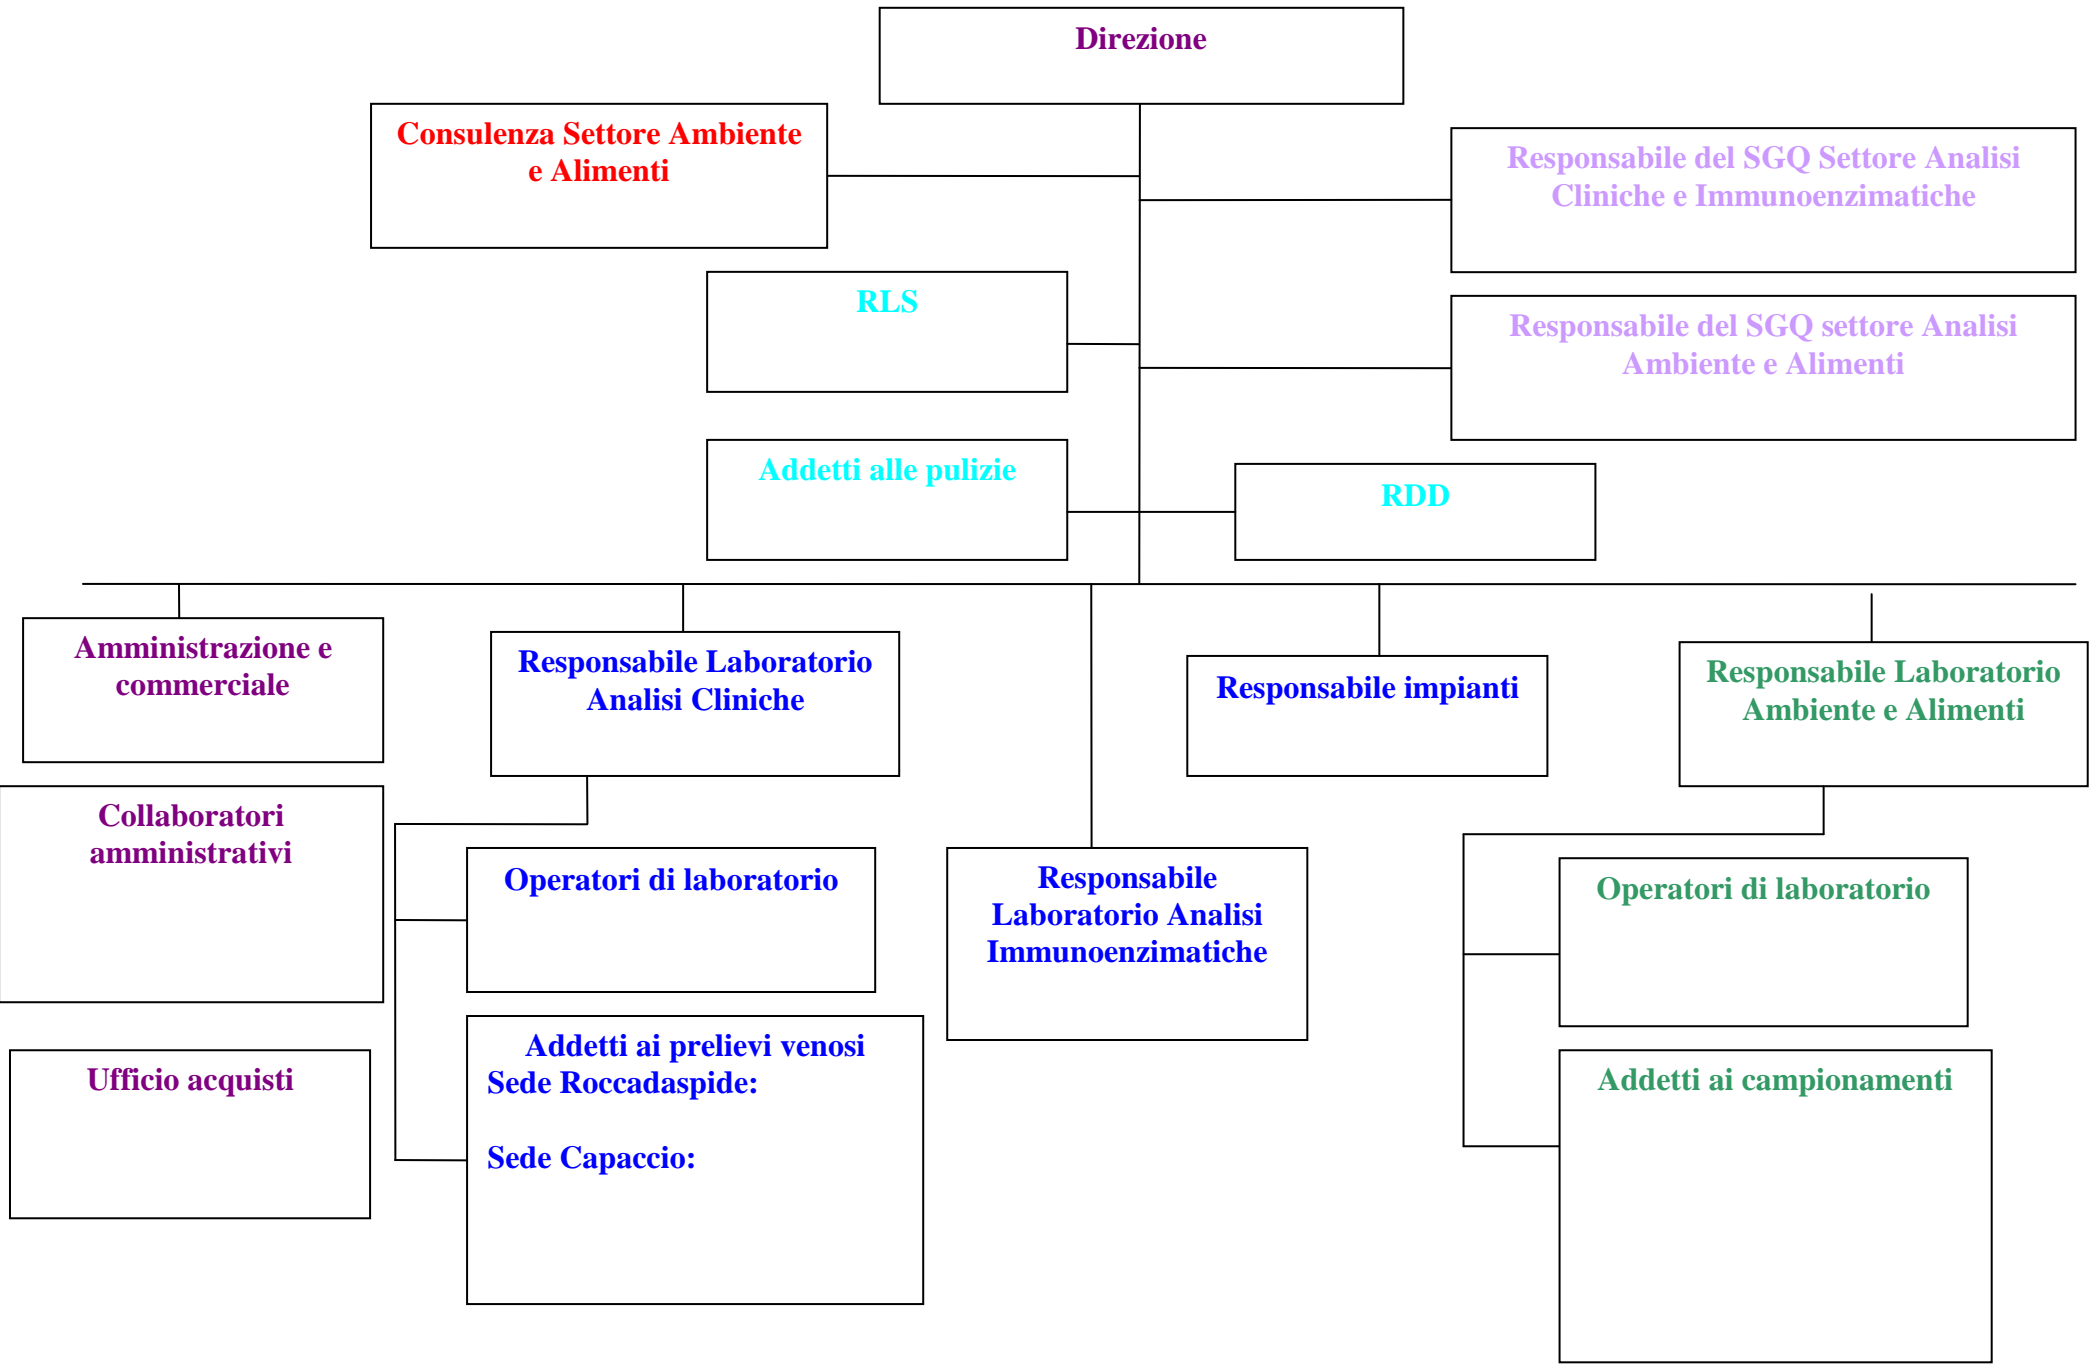 Direzione
Consulenza Settore Ambiente
e Alimenti
Responsabile del SGQ Settore Analisi
Cliniche e Immunoenzimatiche
RLS
Responsabile del SGQ settore Analisi
Ambiente e Alimenti
Addetti alle pulizie
RDD
Amministrazione e
commerciale
Responsabile Laboratorio
Analisi Cliniche
Responsabile impianti
Responsabile Laboratorio
Ambiente e Alimenti
Collaboratori
amministrativi
Operatori di laboratorio
Responsabile
Laboratorio Analisi
Immunoenzimatiche
Operatori di laboratorio
Ufficio acquisti
Addetti ai prelievi venosi
Sede Roccadaspide:
Sede Capaccio:
Addetti ai campionamenti